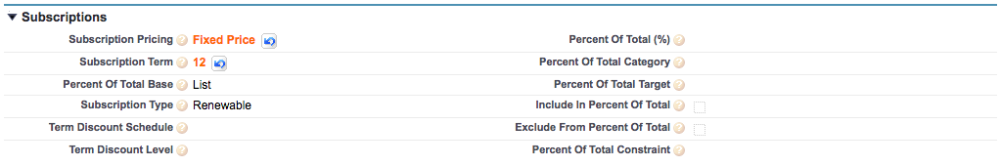 Subscriptions
Subscription Pricing ? Fixed Price Percent Of Total (%) ?
Subscription Term ? 12 Percent Of Total Category ?
Percent Of Total Base ? List Percent Of Total Target ?
Subscription Type ? Renewable Include In Percent Of Total ?
Term Discount Schedule ? Exclude From Percent Of Total ?
Term Discount Level ? Percent Of Total Constraint ?